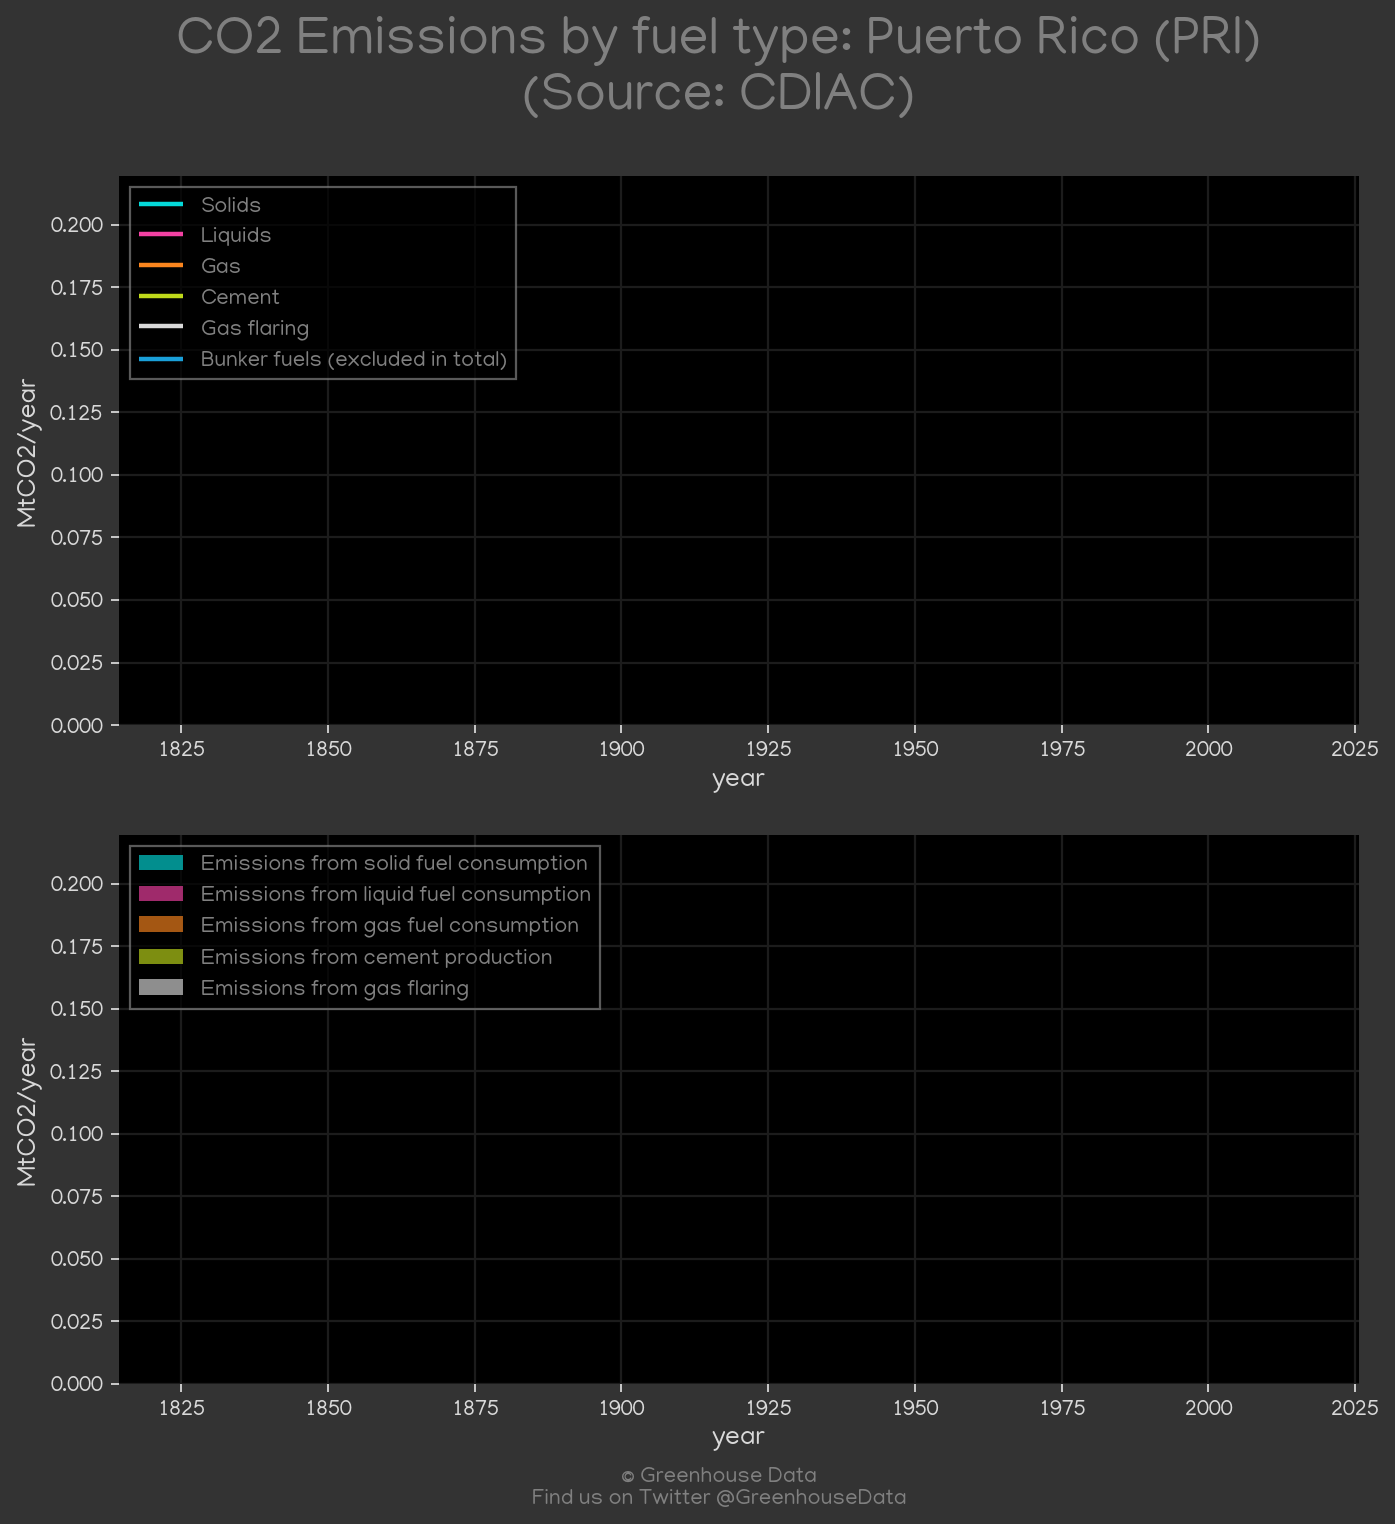 CO2 Emissions by fuel type: Puerto Rico (PRI)
(Source: CDIAC)
Solids
Liquids
Gas
Cement
Gas flaring
Bunker fuels (excluded in total)
0.200
0.175
0.150
0.125
0.100
0.075
0.050
0.025
0.000
MtCO2/year
1825 1850 1875 1900 1925 1950 1975 2000 2025
year
Emissions from solid fuel consumption
Emissions from liquid fuel consumption
Emissions from gas fuel consumption
Emissions from cement production
Emissions from gas flaring
0.200
0.175
0.150
0.125
0.100
0.075
0.050
0.025
0.000
MtCO2/year
1825 1850 1875 1900 1925 1950 1975 2000 2025
year
© Greenhouse Data
Find us on Twitter @GreenhouseData